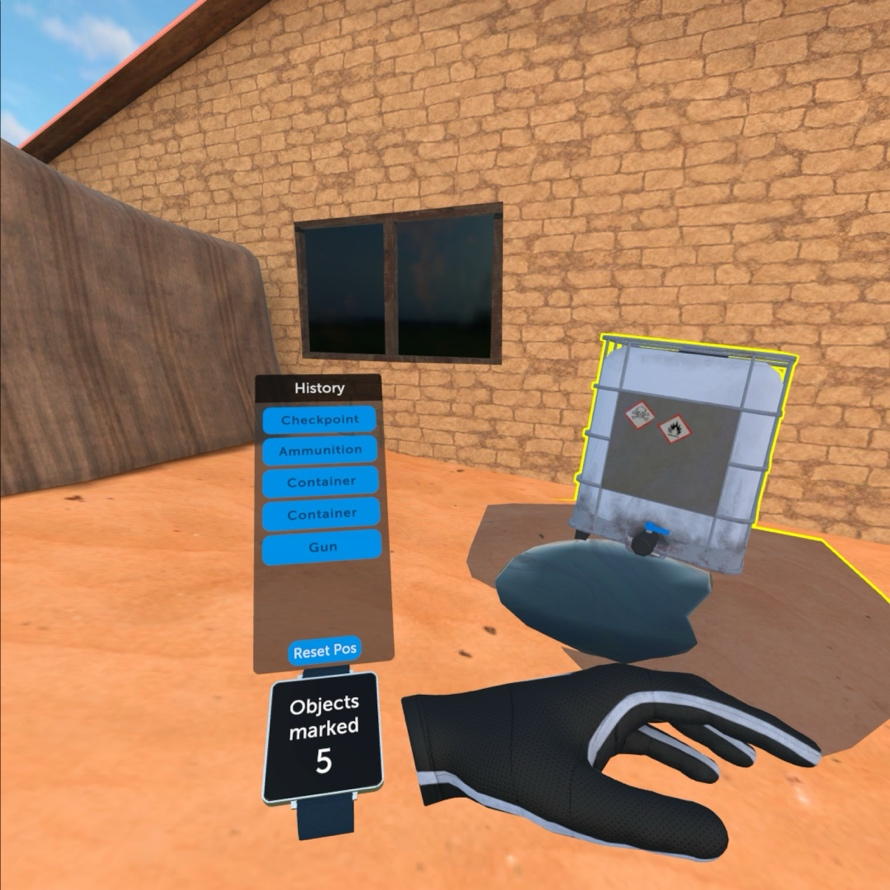 History
Checkpoint
Ammunition
Container
Container
Gun
Reset Pos
Objects
marked
5